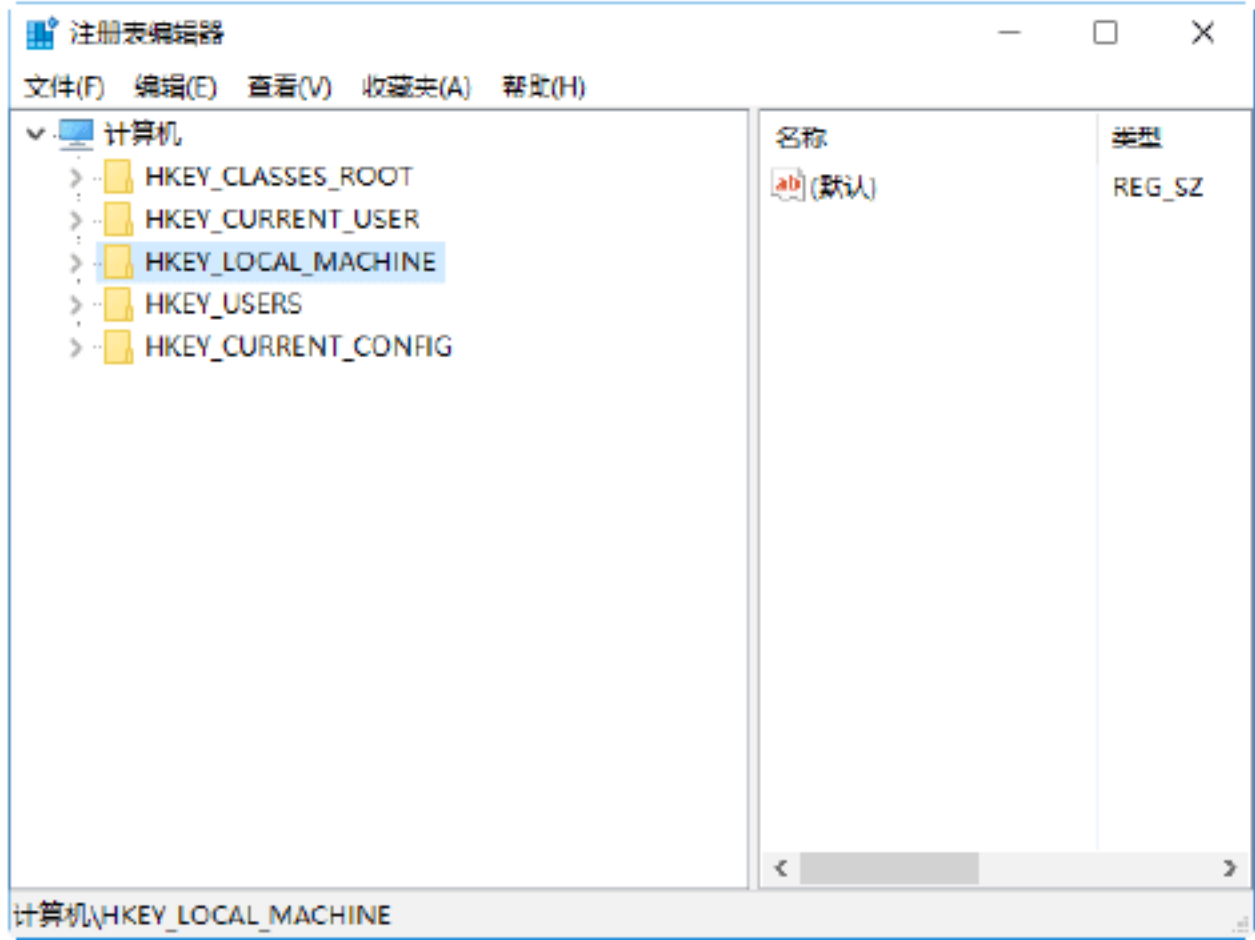 注册表编辑器
文件(F) 编辑(E) 查看(V) 收藏夹(A) 帮助(H)
计算机
HKEY_CLASSES_ROOT
HKEY_CURRENT_USER
HKEY_LOCAL_MACHINE
HKEY_USERS
HKEY_CURRENT_CONFIG
名称 类型
ab (默认) REG_SZ
计算机\HKEY_LOCAL_MACHINE